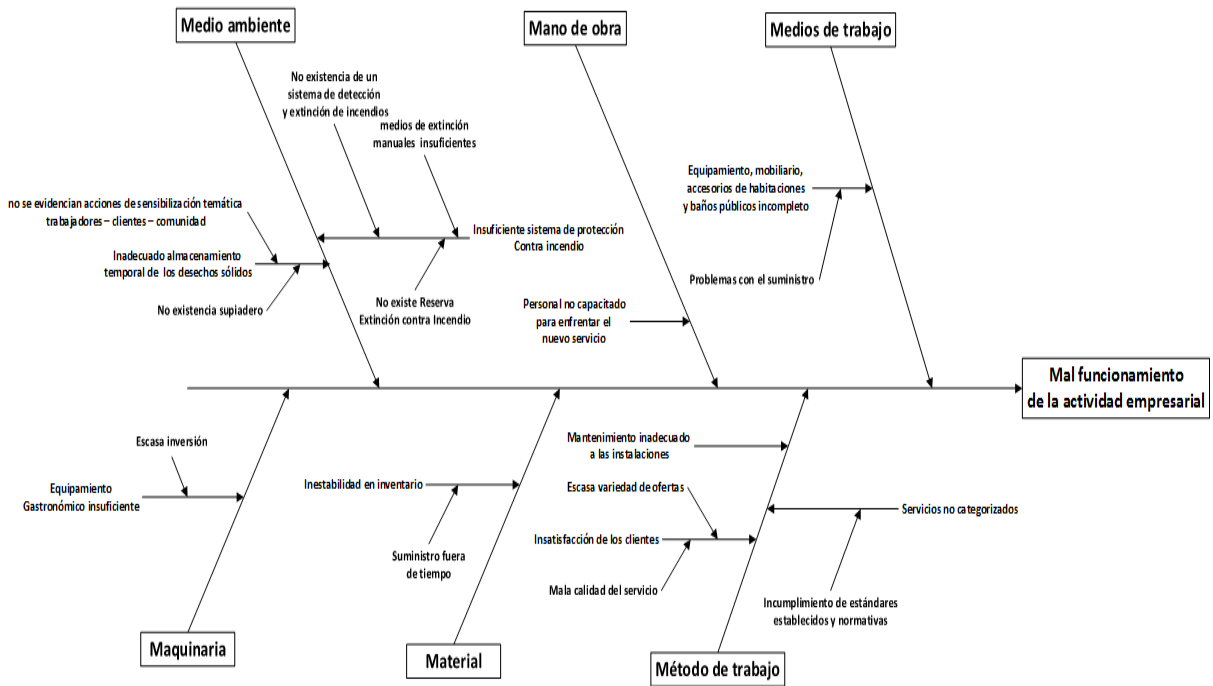 Medio ambiente
Mano de obra
Medios de trabajo
No existencia de un
sistema de detección
y extinción de incendios
medios de extinción
manuales insuficientes
Equipamiento, mobiliario,
accesorios de habitaciones
y baños públicos incompleto
no se evidencian acciones de sensibilización temática
trabajadores – clientes – comunidad
Insuficiente sistema de protección
Contra incendio
Inadecuado almacenamiento
temporal de los desechos sólidos
Problemas con el suministro
No existencia supiadero
No existe Reserva
Extinción contra Incendio
Personal no capacitado
para enfrentar el
nuevo servicio
Mal funcionamiento
de la actividad empresarial
Escasa inversión
Mantenimiento inadecuado
a las instalaciones
Equipamiento
Gastronómico insuficiente
Inestabilidad en inventario
Escasa variedad de ofertas
Servicios no categorizados
Insatisfacción de los clientes
Suministro fuera
de tiempo
Mala calidad del servicio
Incumplimiento de estándares
establecidos y normativas
Maquinaria
Material
Método de trabajo